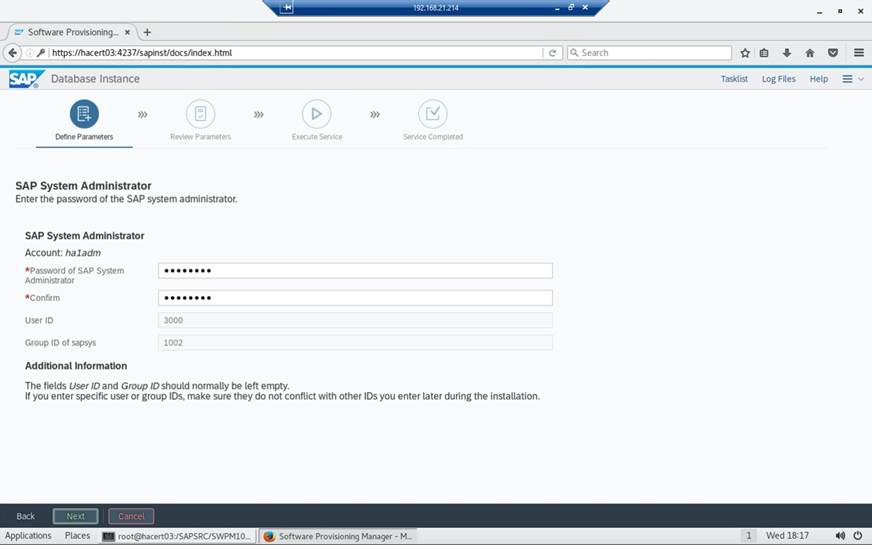 192.168.21.214
Software Provisioning...
https://hacert03:4237/sapinst/docs/index.html
Search
SAP
Database Instance
Tasklist
Log Files
Help
Define Parameters
Review Parameters
Execute Service
Service Completed
SAP System Administrator
Enter the password of the SAP system administrator.
SAP System Administrator
Account: ha1adm
*Password of SAP System
Administrator
••••••••
*Confirm
••••••••
User ID
3000
Group ID of sapsys
1002
Additional Information
The fields User ID and Group ID should normally be left empty.
If you enter specific user or group IDs, make sure they do not conflict with other IDs you enter later during the installation.
Back
Next
Cancel
Applications
Places
root@hacert03:/SAPSRC/SWPM10...
Software Provisioning Manager - M...
1
Wed 18:17